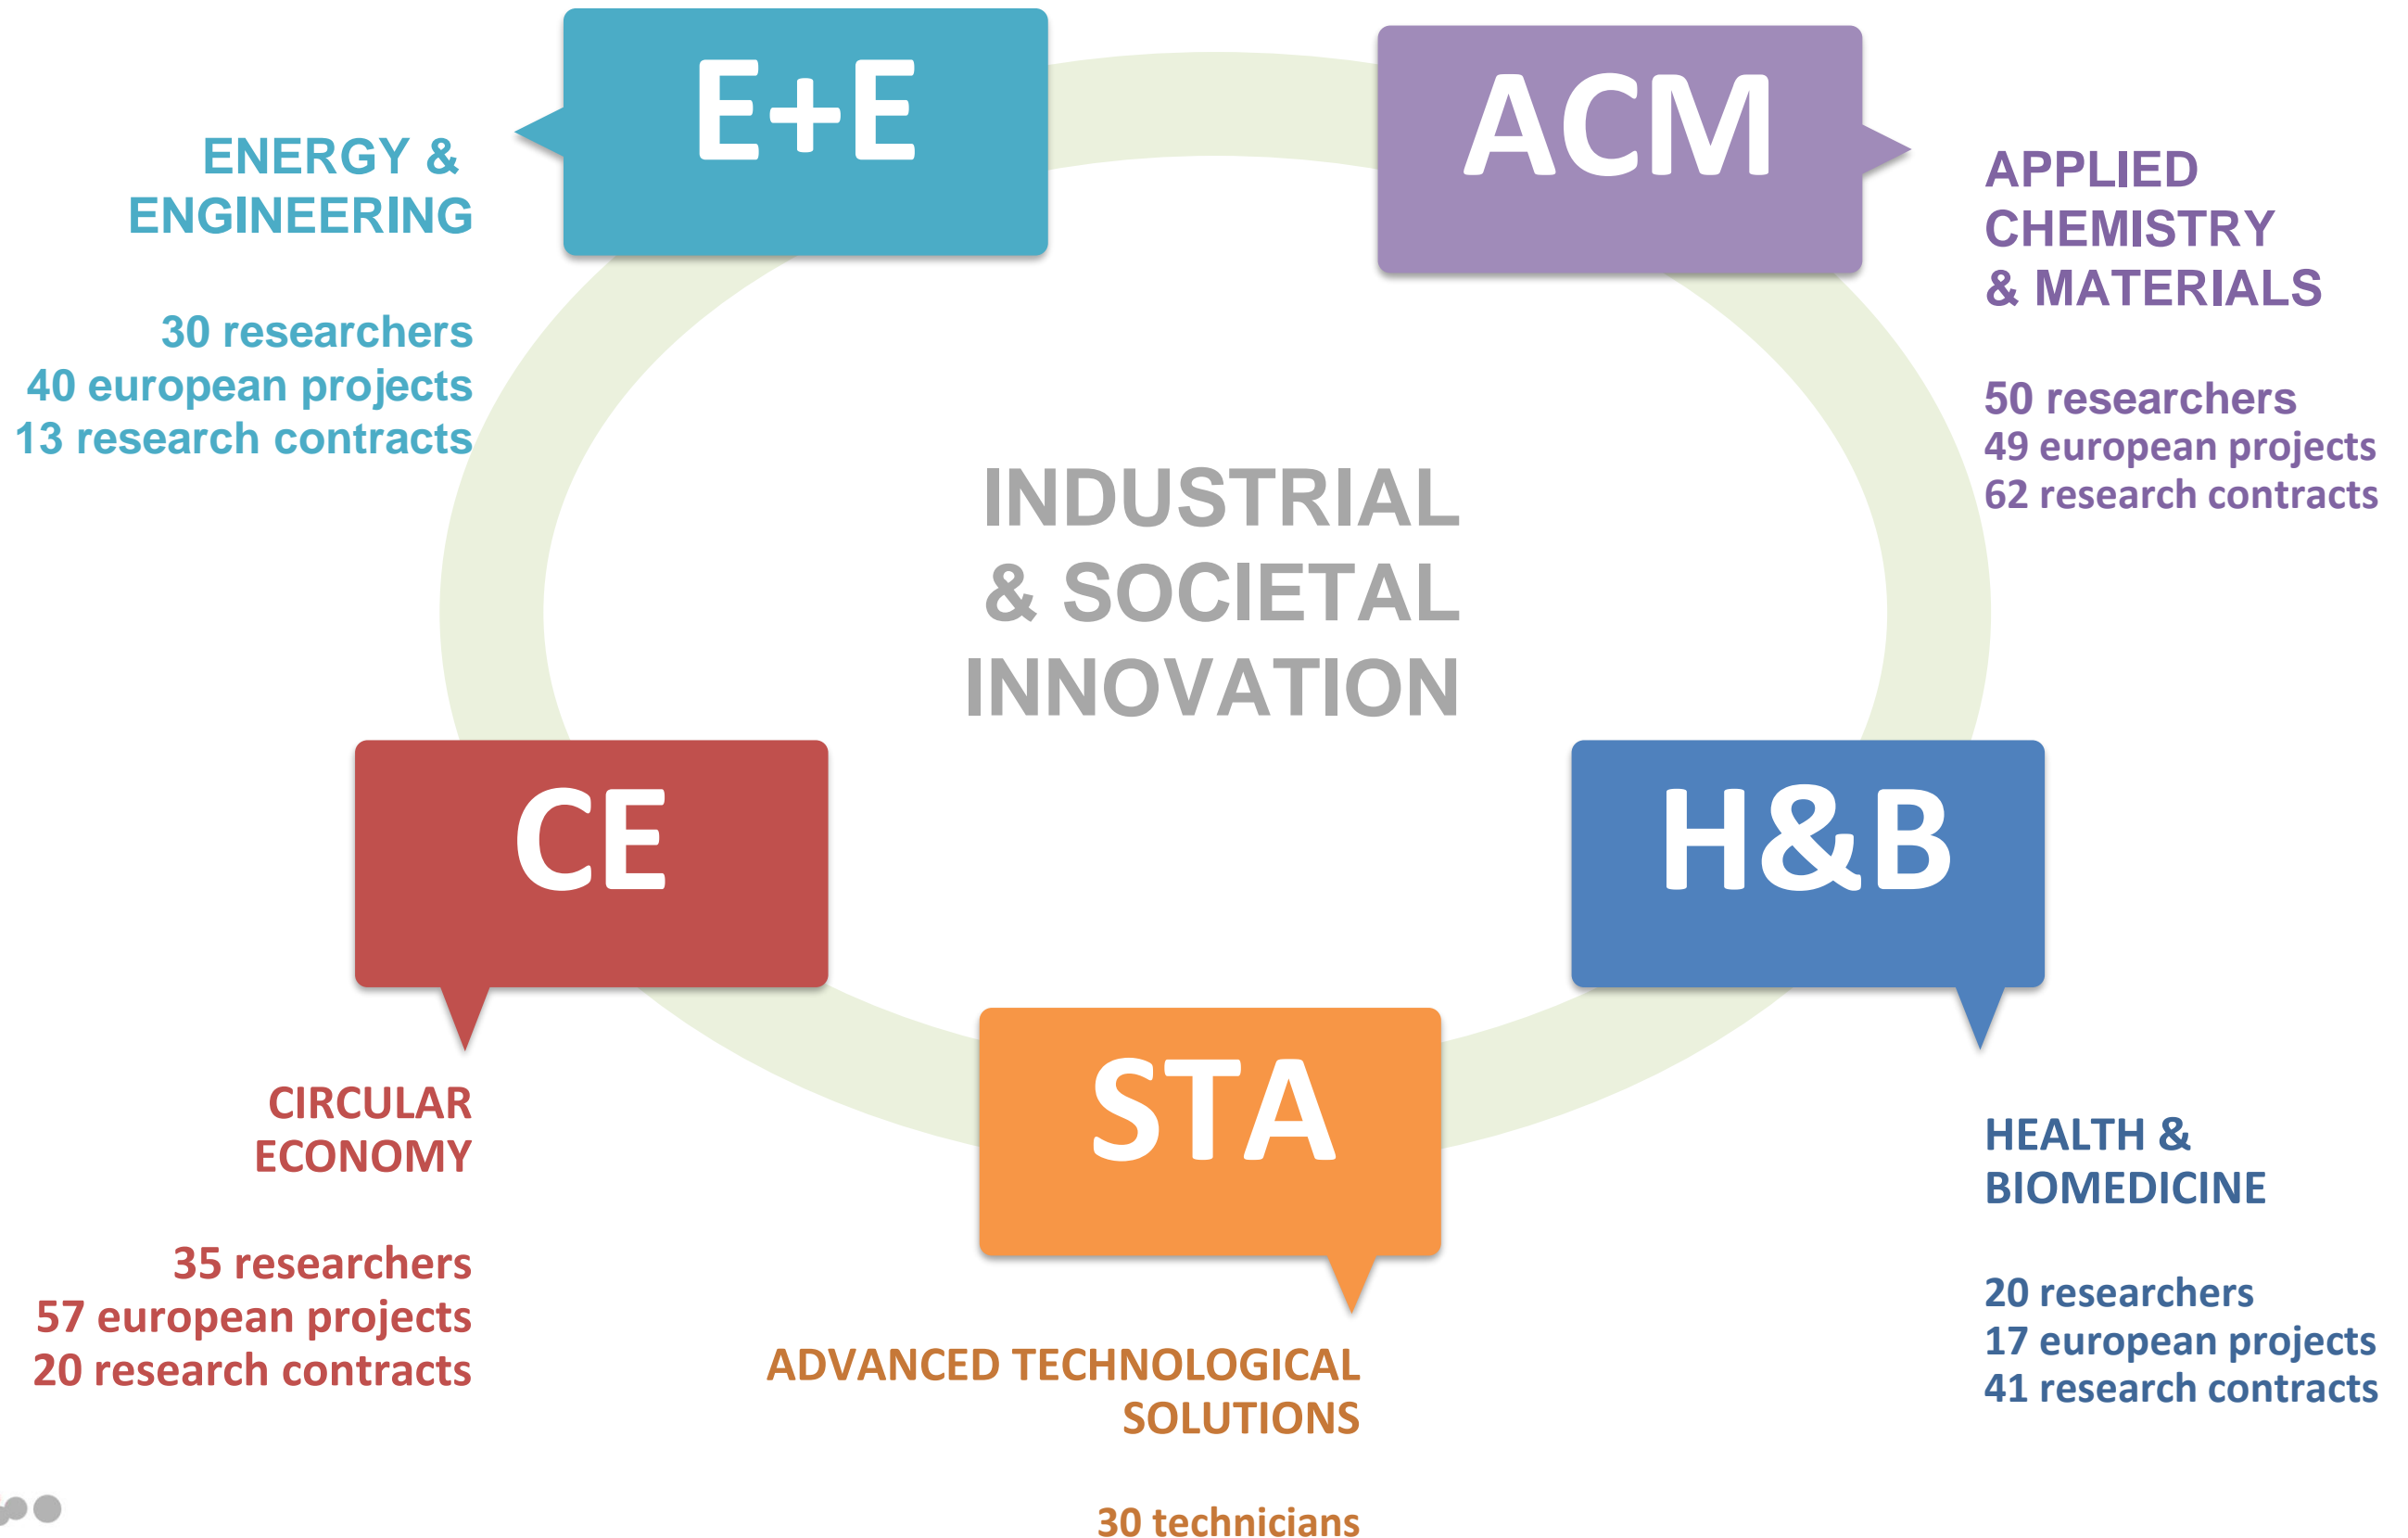 E+E
ENERGY &
ENGINEERING
30 researchers
40 european projects
13 research contracts
ACM
APPLIED
CHEMISTRY
& MATERIALS
50 researchers
49 european projects
62 research contracts
INDUSTRIAL
& SOCIETAL
INNOVATION
CE
CIRCULAR
ECONOMY
35 researchers
57 european projects
20 research contracts
STA
ADVANCED TECHNOLOGICAL
SOLUTIONS
30 technicians
H&B
HEALTH &
BIOMEDICINE
20 researchers
17 european projects
41 research contracts